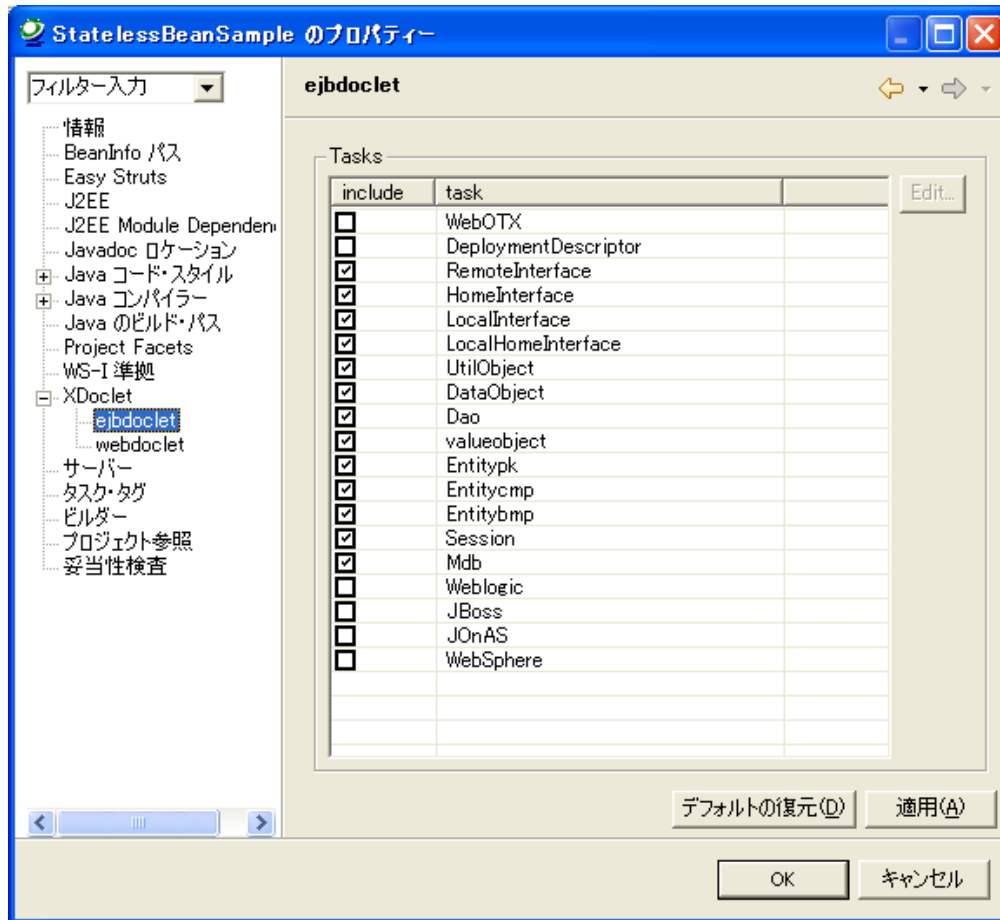 StatelessBeanSample のプロパティー
フィルター入力
情報
BeanInfo パス
Easy Struts
J2EE
J2EE Module Dependen
Javadoc ロケーション
Java コード・スタイル
Java コンパイラー
Java のビルド・パス
Project Facets
WS-I 準拠
XDoclet
ejbdoclet
webdoclet
サーバー
タスク・タグ
ビルダー
プロジェクト参照
妥当性検査
ejbdoclet
Tasks
include task
WebOTX
DeploymentDescriptor
RemoteInterface
HomeInterface
LocalInterface
LocalHomeInterface
UtilObject
DataObject
Dao
valueobject
Entitypk
Entitycmp
Entitybmp
Session
Mdb
Weblogic
JBoss
JOnAS
WebSphere
Edit...
デフォルトの復元(D) 適用(A)
OK キャンセル